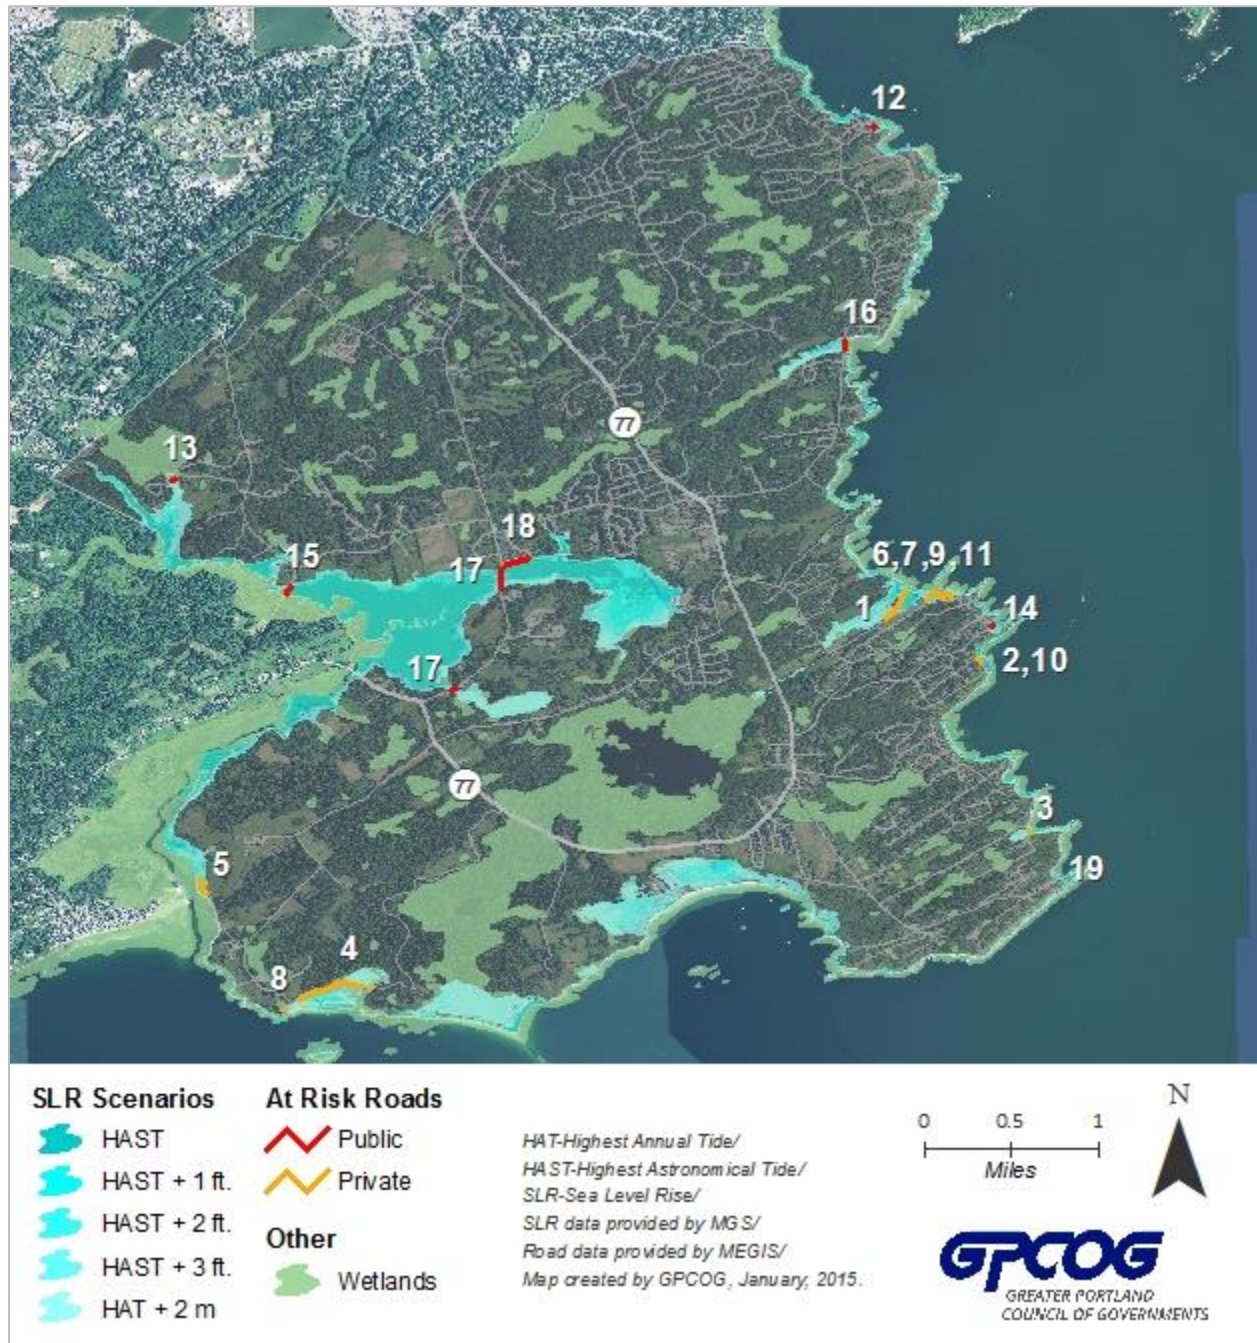 12
16
77
13
18
15
17
6,7,9,11
1
14
17
2,10
77
3
5
19
4
8
SLR Scenarios
HAST
HAST + 1 ft.
HAST + 2 ft.
HAST + 3 ft.
HAT + 2 m
At Risk Roads
Public
Private
Other
Wetlands
HAT-Highest Annual Tide/
HAST-Highest Astronomical Tide/
SLR-Sea Level Rise/
SLR data provided by MGS/
Road data provided by MEGIS/
Map created by GPCOG, January, 2015.
0 0.5 1
Miles
N
GPCOG
GREATER PORTLAND
COUNCIL OF GOVERNMENTS